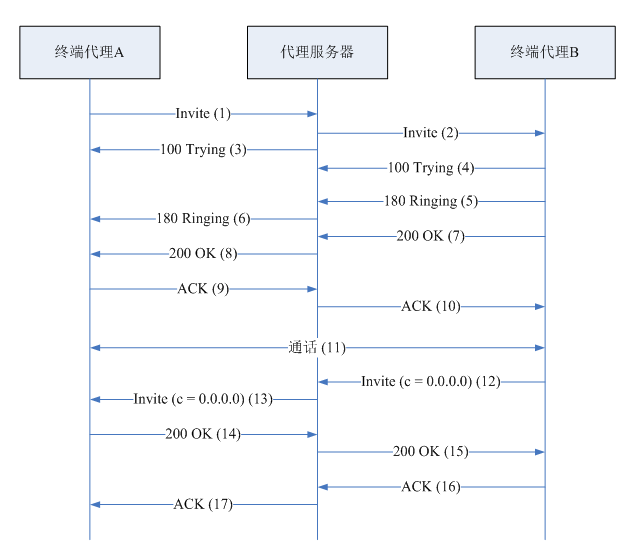 终端代理A
代理服务器
终端代理B
Invite (1)
Invite (2)
100 Trying (3)
100 Trying (4)
180 Ringing (5)
180 Ringing (6)
200 OK (7)
200 OK (8)
ACK (9)
ACK (10)
通话 (11)
Invite (c = 0.0.0.0) (12)
Invite (c = 0.0.0.0) (13)
200 OK (14)
200 OK (15)
ACK (16)
ACK (17)